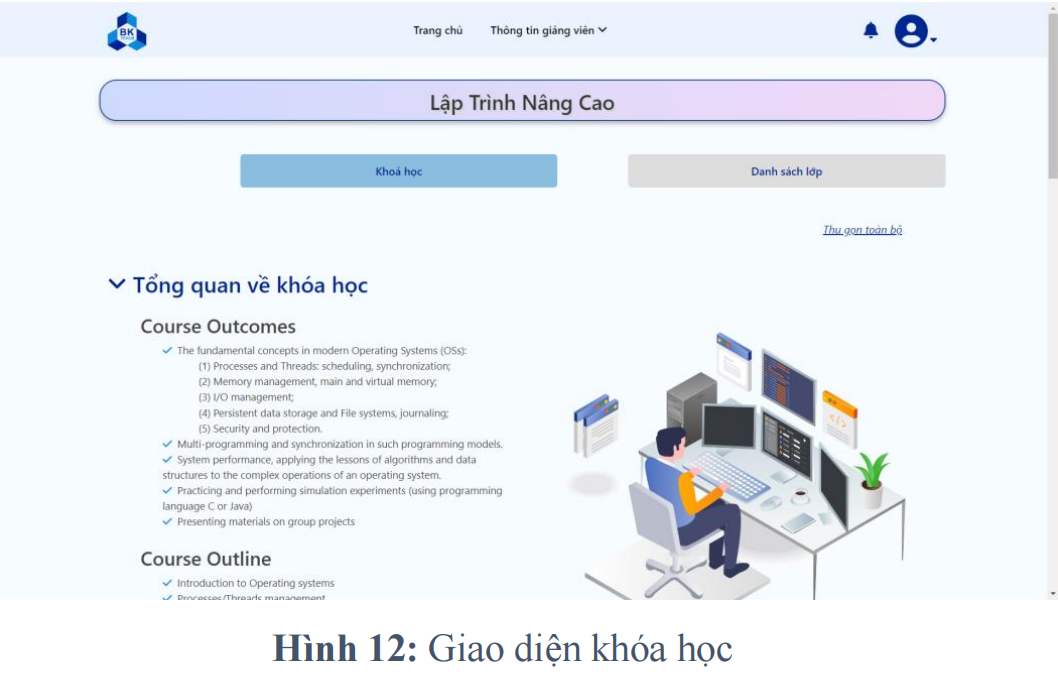 BK
Trang chủ Thông tin giảng viên
Lập Trình Nâng Cao
Khoá học Danh sách lớp
Thu gọn toàn bộ
Tổng quan về khóa học
Course Outcomes
The fundamental concepts in modern Operating Systems (OSs):
(1) Processes and Threads: scheduling, synchronization;
(2) Memory management, main and virtual memory;
(3) I/O management;
(4) Persistent data storage and File systems, journaling;
(5) Security and protection.
Multi-programming and synchronization in such programming models.
System performance, applying the lessons of algorithms and data
structures to the complex operations of an operating system.
Practicing and performing simulation experiments (using programming
language C or Java)
Presenting materials on group projects
Course Outline
Introduction to Operating systems
Processes/Threads management
Hình 12: Giao diện khóa học